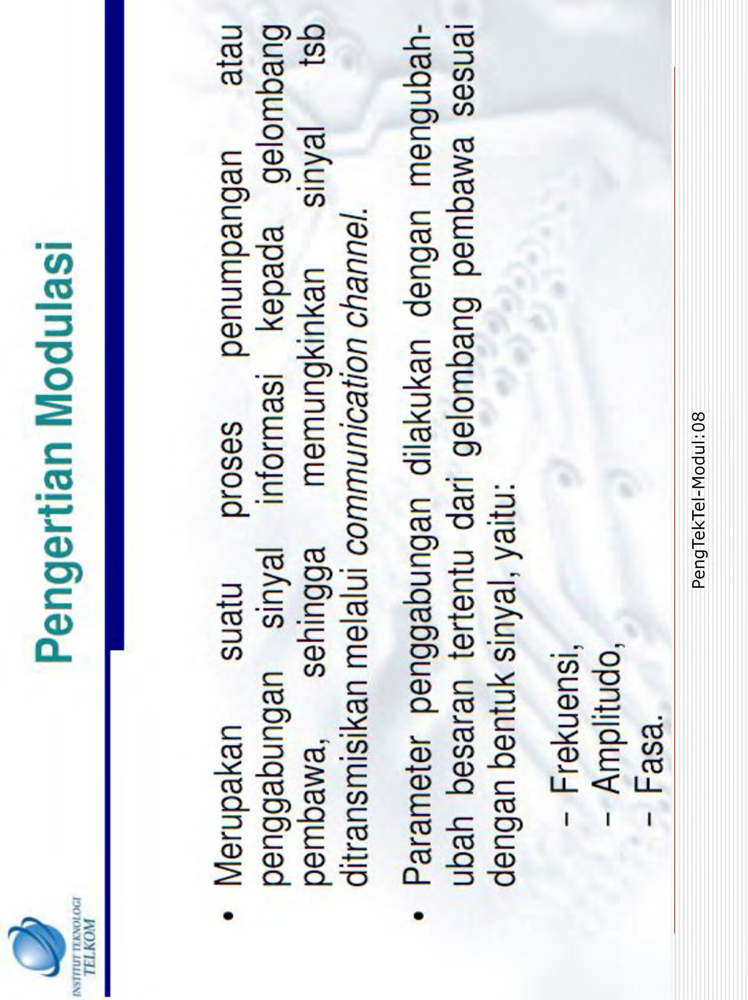 INSTITUT TEKNOLOGI
TELKOM
Pengertian Modulasi
• Merupakan suatu proses penumpangan atau
penggabungan sinyal informasi kepada gelombang
pembawa, sehingga memungkinkan sinyal tsb
ditransmisikan melalui communication channel.
• Parameter penggabungan dilakukan dengan mengubah-
ubah besaran tertentu dari gelombang pembawa sesuai
dengan bentuk sinyal, yaitu:
– Frekuensi,
– Amplitudo,
– Fasa.
PengTekTel-Modul:08